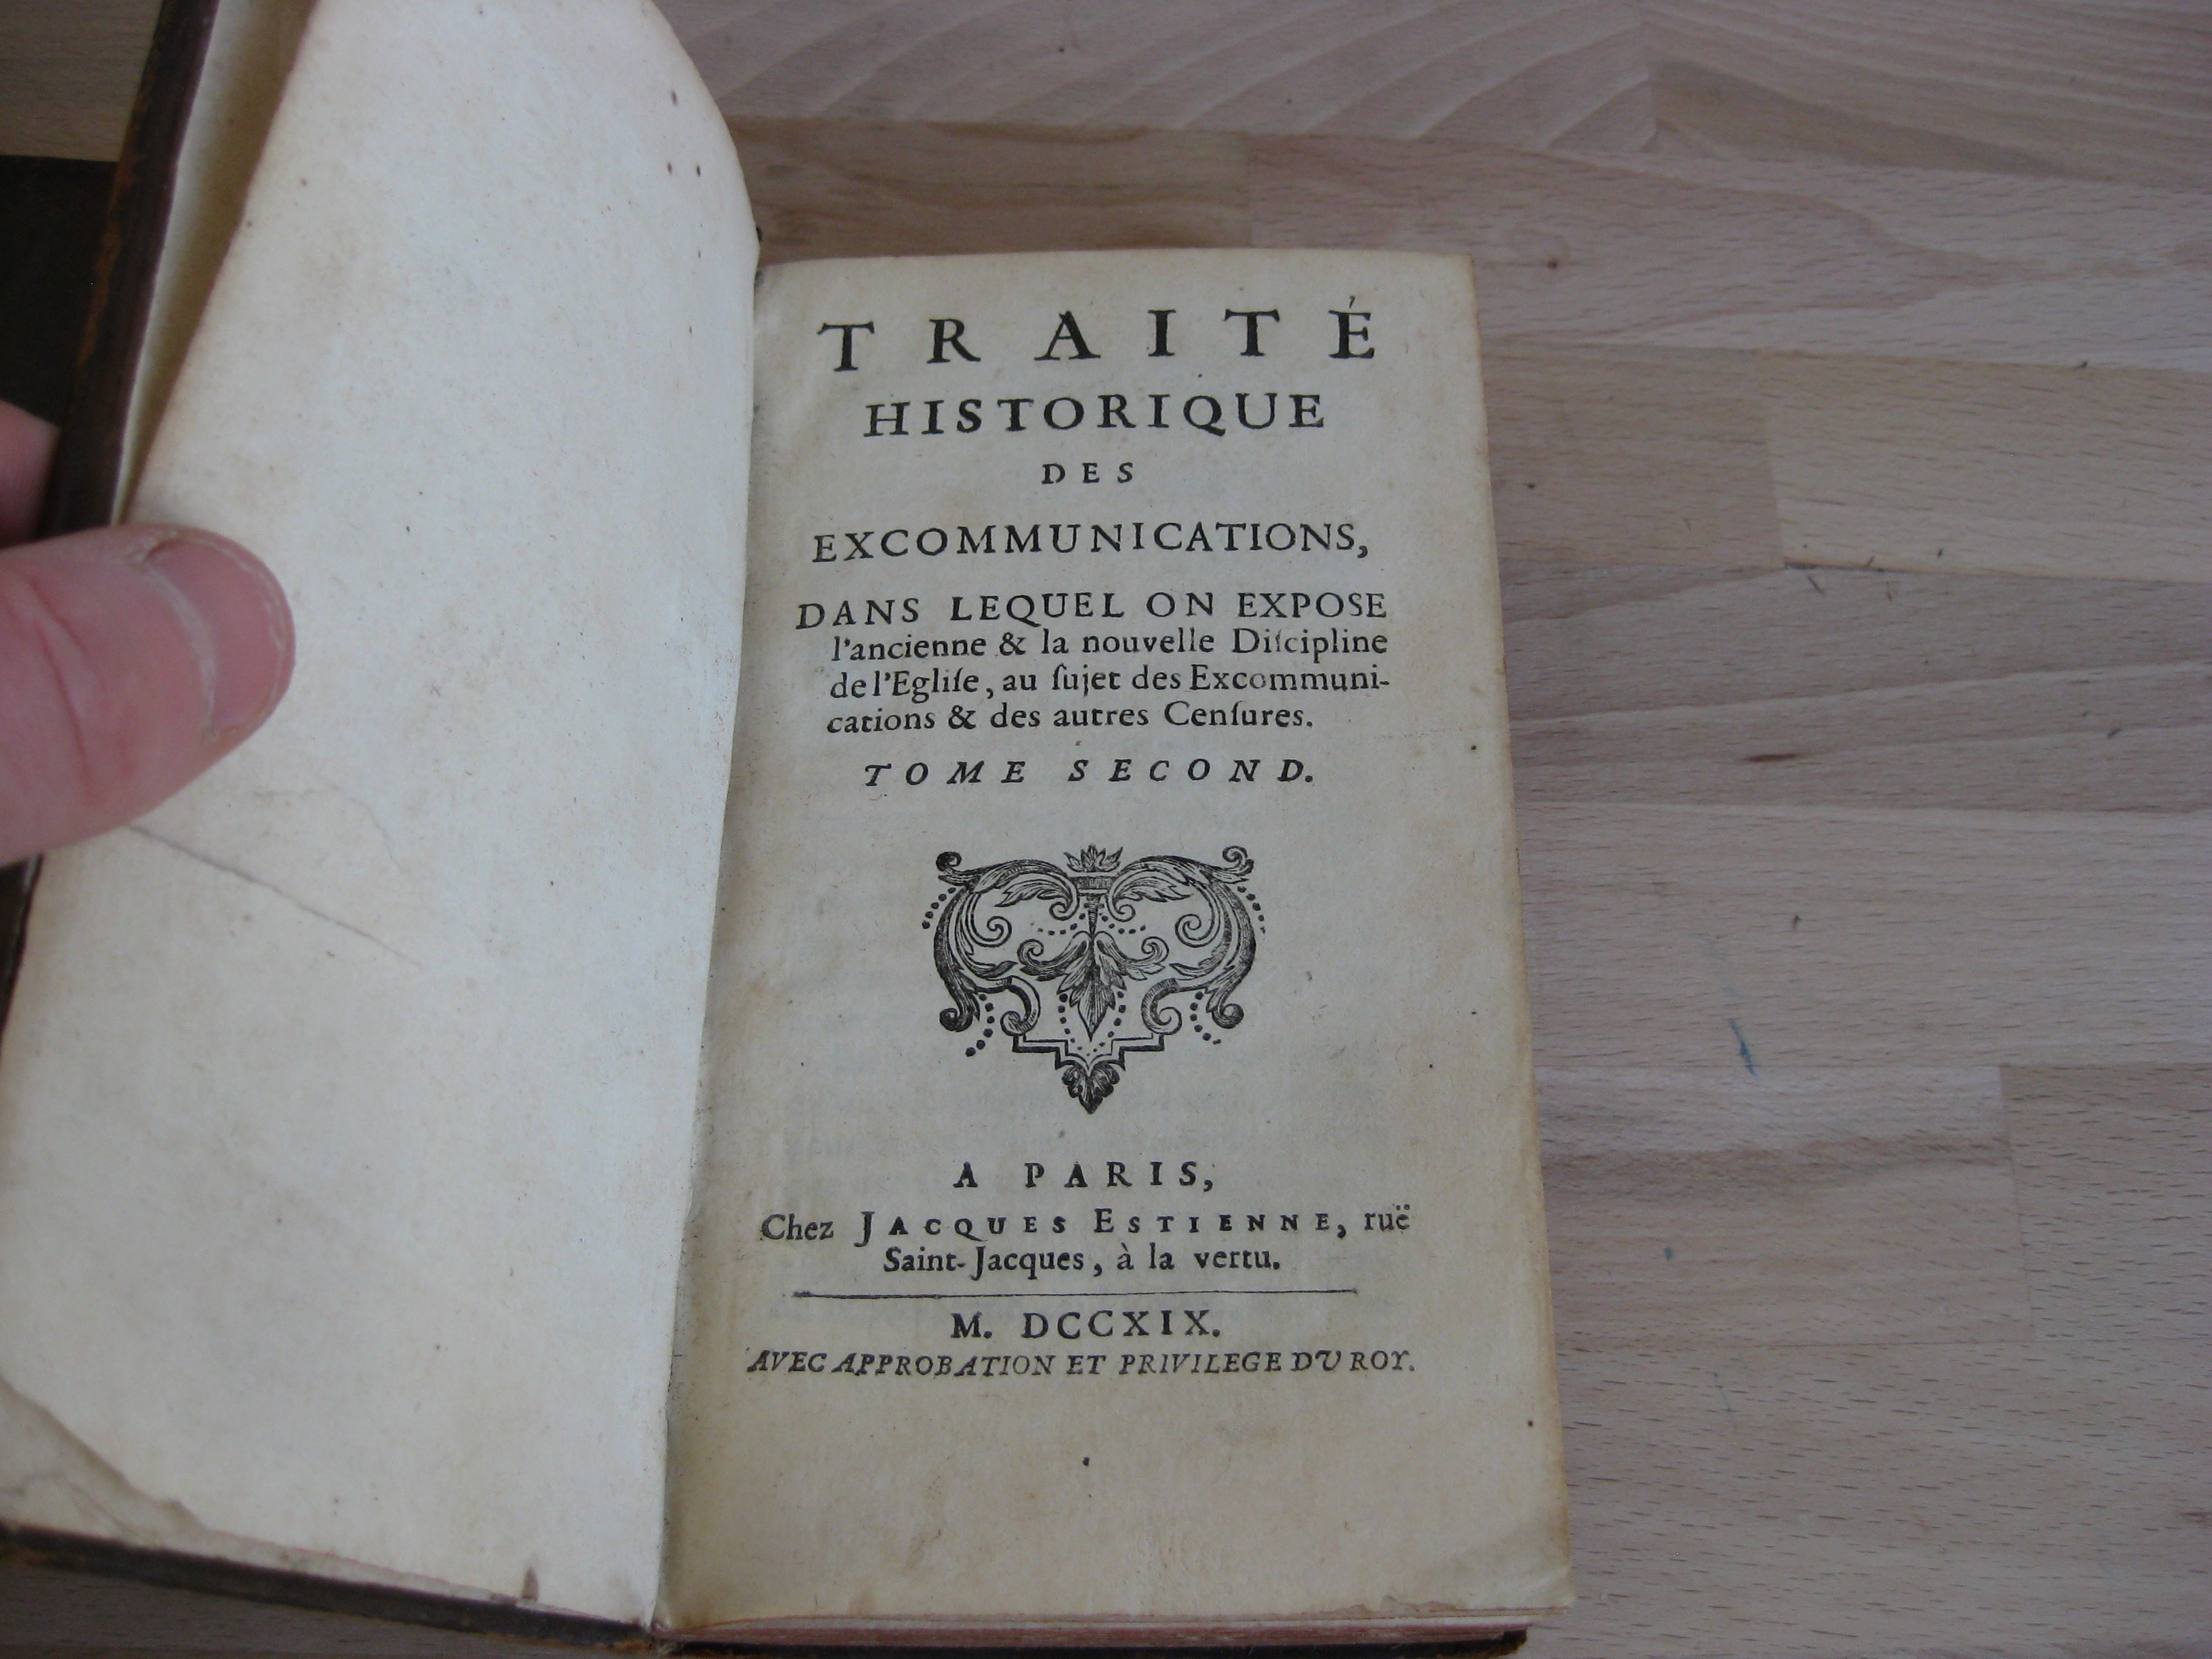 TRAITÉ
HISTORIQUE
DES
EXCOMMUNICATIONS,
DANS LEQUEL ON EXPOSE
l'ancienne & la nouvelle Diſcipline
de l'Egliſe, au ſujet des Excommuni-
cations & des autres Cenſures.
TOME SECOND.
A PARIS,
Chez JACQUES ESTIENNE, ruë
Saint-Jacques, à la vertu.
M. DCCXIX.
AVEC APPROBATION ET PRIVILEGE DU ROY.